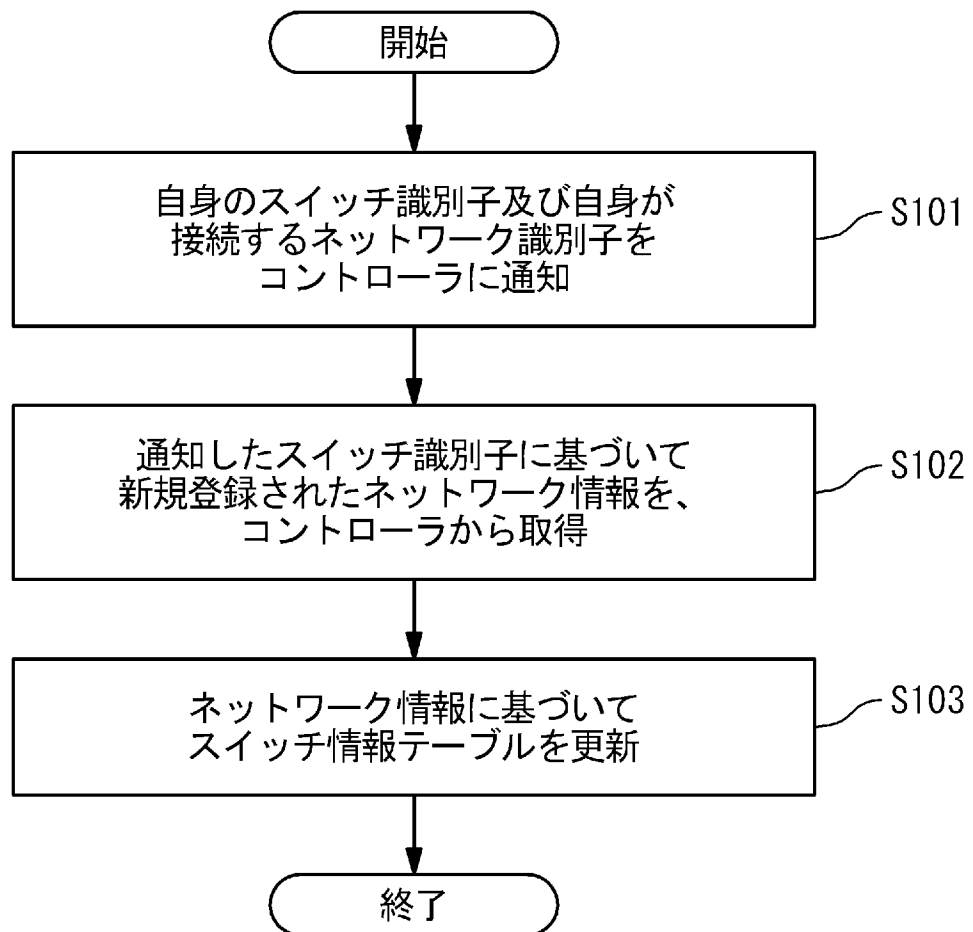 開始
自身のスイッチ識別子及び自身が
接続するネットワーク識別子を
コントローラに通知
S101
通知したスイッチ識別子に基づいて
新規登録されたネットワーク情報を、
コントローラから取得
S102
ネットワーク情報に基づいて
スイッチ情報テーブルを更新
S103
終了